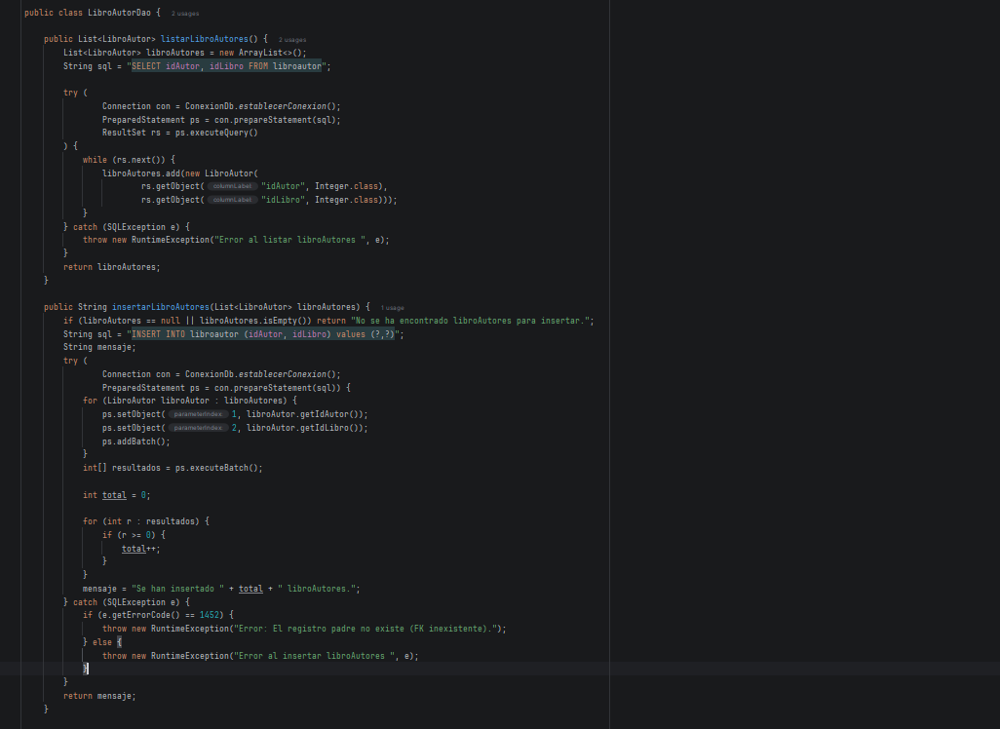 public class LibroAutorDao {  2 usages
public List<LibroAutor> listarLibroAutores() {  2 usages
List<LibroAutor> libroAutores = new ArrayList<>();
String sql = "SELECT idAutor, idLibro FROM libroautor";
try (
Connection con = ConexionDb.establecerConexion();
PreparedStatement ps = con.prepareStatement(sql);
ResultSet rs = ps.executeQuery()
) {
while (rs.next()) {
libroAutores.add(new LibroAutor(
rs.getObject( columnLabel "idAutor", Integer.class),
rs.getObject( columnLabel "idLibro", Integer.class)));
}
} catch (SQLException e) {
throw new RuntimeException("Error al listar libroAutores ", e);
}
return libroAutores;
}
public String insertarLibroAutores(List<LibroAutor> libroAutores) {  1 usage
if (libroAutores == null || libroAutores.isEmpty()) return "No se ha encontrado libroAutores para insertar.";
String sql = "INSERT INTO libroautor (idAutor, idLibro) values (?,?)";
String mensaje;
try (
Connection con = ConexionDb.establecerConexion();
PreparedStatement ps = con.prepareStatement(sql)) {
for (LibroAutor libroAutor : libroAutores) {
ps.setObject( parameterIndex 1, libroAutor.getIdAutor());
ps.setObject( parameterIndex 2, libroAutor.getIdLibro());
ps.addBatch();
}
int[] resultados = ps.executeBatch();
int total = 0;
for (int r : resultados) {
if (r >= 0) {
total++;
}
}
mensaje = "Se han insertado " + total + " libroAutores.";
} catch (SQLException e) {
if (e.getErrorCode() == 1452) {
throw new RuntimeException("Error: El registro padre no existe (FK inexistente).");
} else {
throw new RuntimeException("Error al insertar libroAutores ", e);
}
}
return mensaje;
}